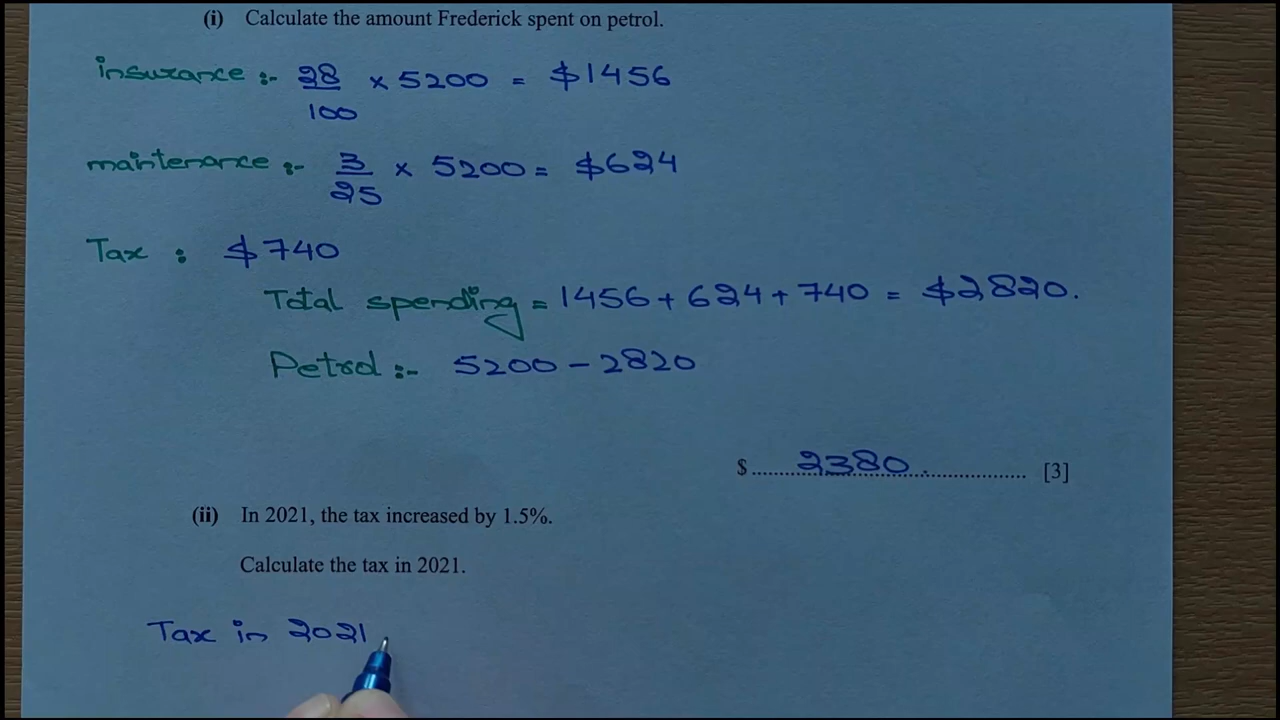 (i) Calculate the amount Frederick spent on petrol.
insurance :- 28/100 × 5200 = $1456
maintenance :- 3/25 × 5200 = $624
Tax : $740
Total spending = 1456 + 624 + 740 = $2820.
Petrol :- 5200 - 2820
$ .......... 2380. .......... [3]
(ii) In 2021, the tax increased by 1.5%.
Calculate the tax in 2021.
Tax in 2021